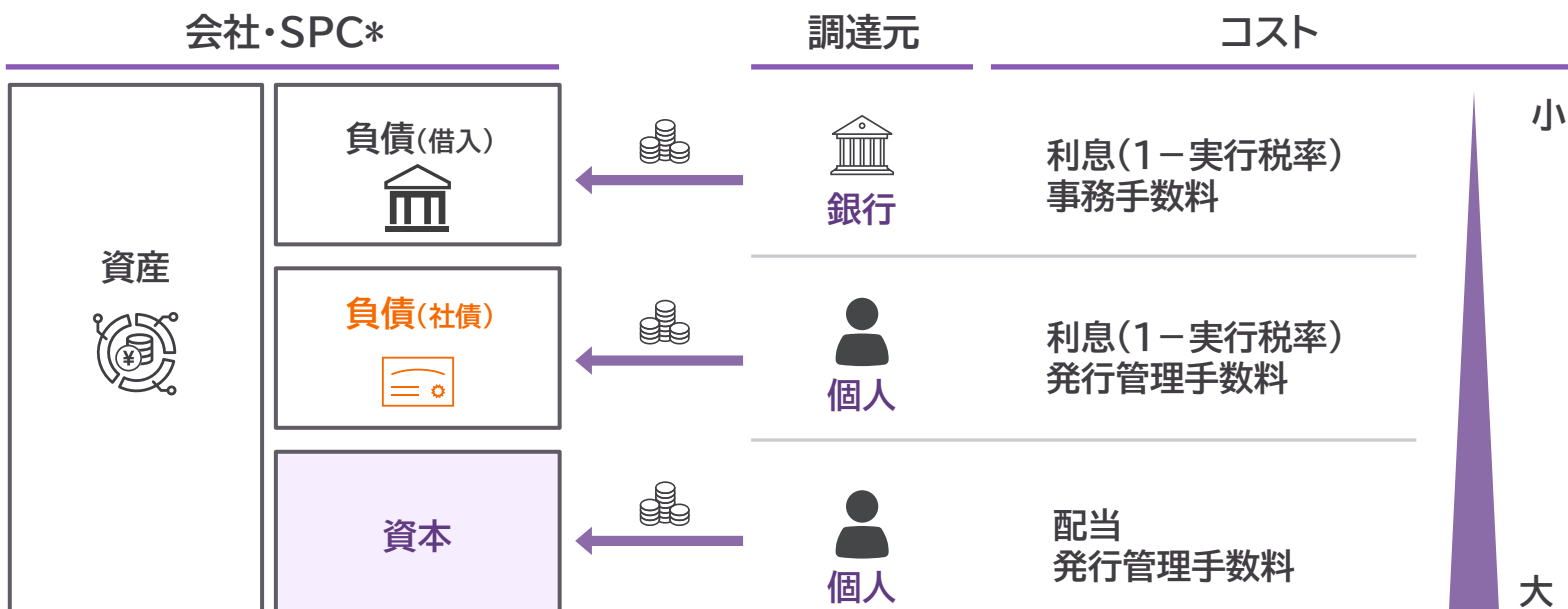 会社・SPC*
調達元
コスト
資産
¥
負債(借入)
銀行
利息(1－実行税率)
事務手数料
小
負債(社債)
個人
利息(1－実行税率)
発行管理手数料
資本
個人
配当
発行管理手数料
大